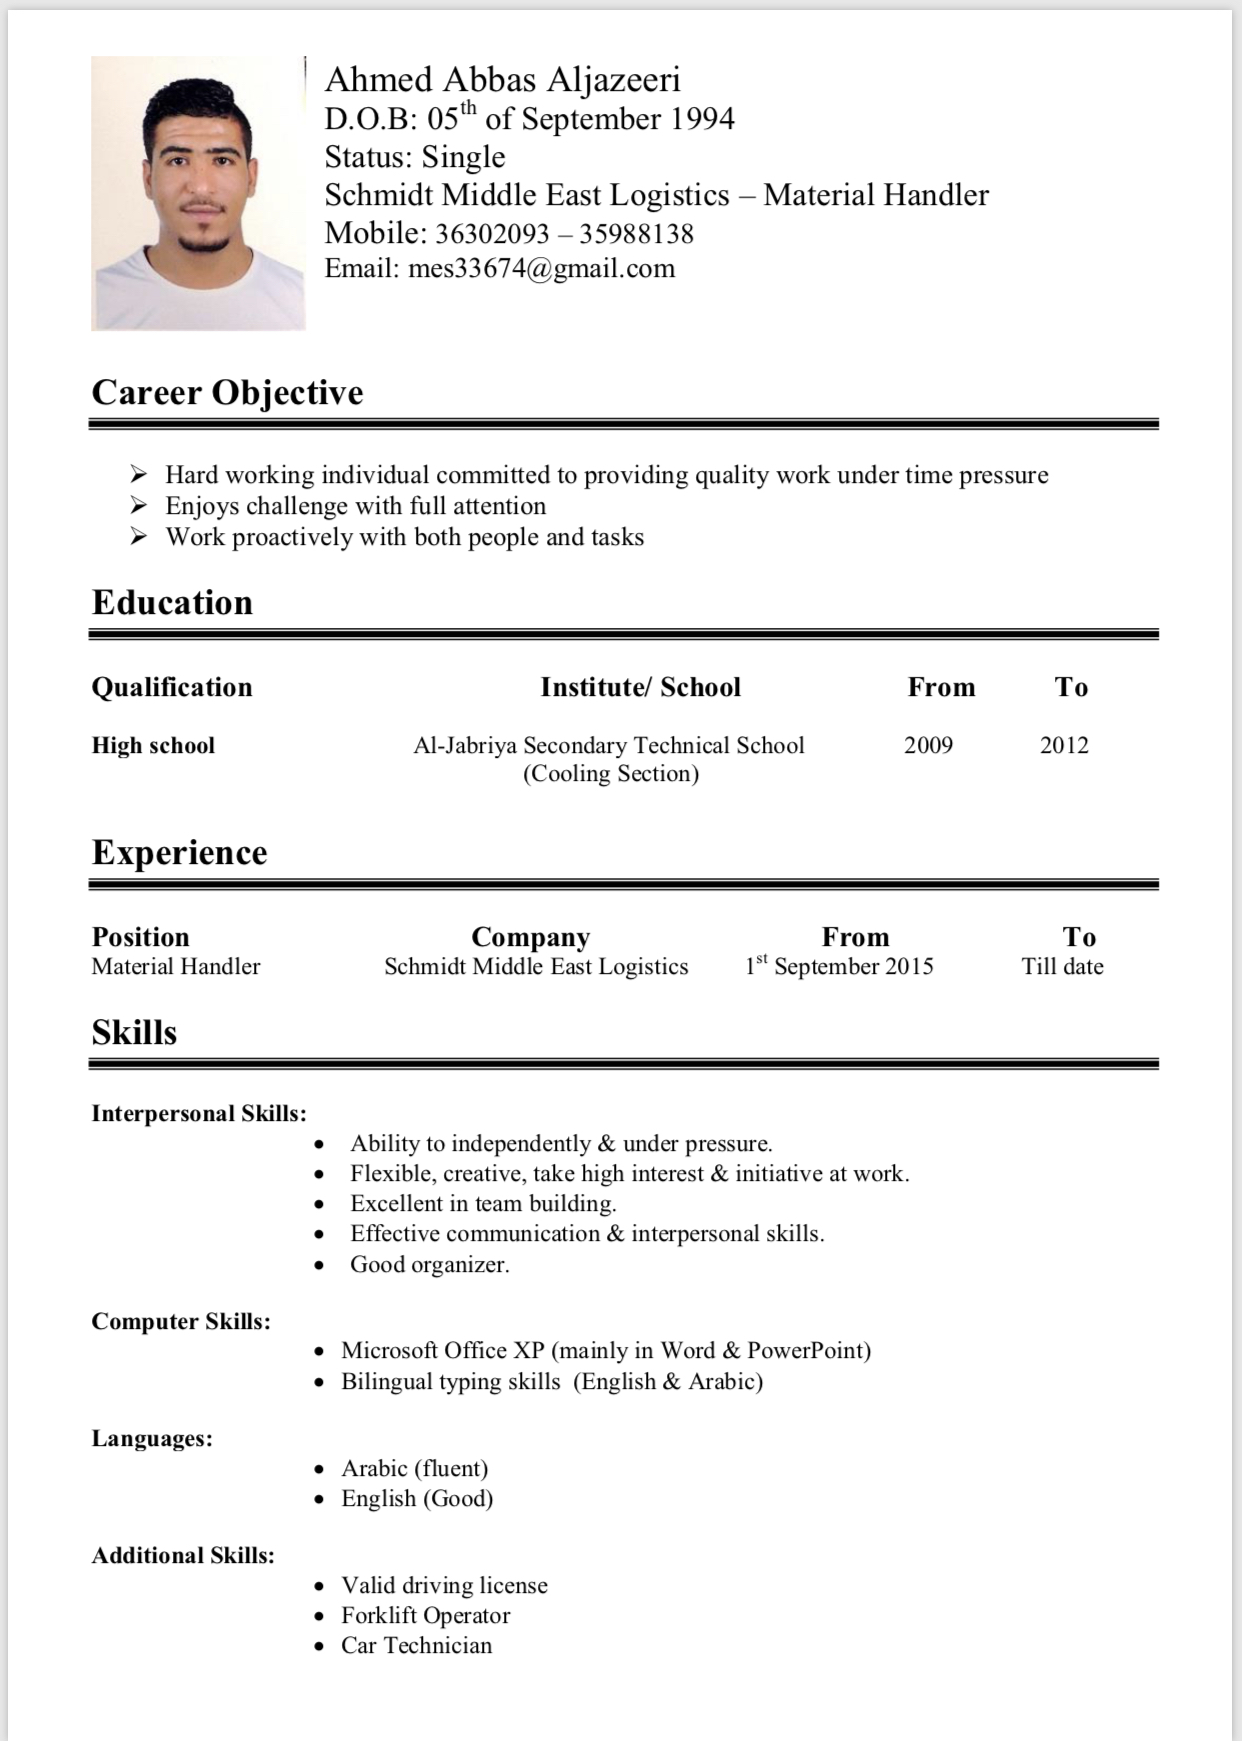 Ahmed Abbas Aljazeeri
D.O.B: 05th of September 1994
Status: Single
Schmidt Middle East Logistics – Material Handler
Mobile: 36302093 – 35988138
Email: mes33674@gmail.com
Career Objective
➢ Hard working individual committed to providing quality work under time pressure
➢ Enjoys challenge with full attention
➢ Work proactively with both people and tasks
Education
Qualification Institute/ School From To
High school Al-Jabriya Secondary Technical School 2009 2012
(Cooling Section)
Experience
Position Company From To
Material Handler Schmidt Middle East Logistics 1st September 2015 Till date
Skills
Interpersonal Skills:
• Ability to independently & under pressure.
• Flexible, creative, take high interest & initiative at work.
• Excellent in team building.
• Effective communication & interpersonal skills.
• Good organizer.
Computer Skills:
• Microsoft Office XP (mainly in Word & PowerPoint)
• Bilingual typing skills (English & Arabic)
Languages:
• Arabic (fluent)
• English (Good)
Additional Skills:
• Valid driving license
• Forklift Operator
• Car Technician